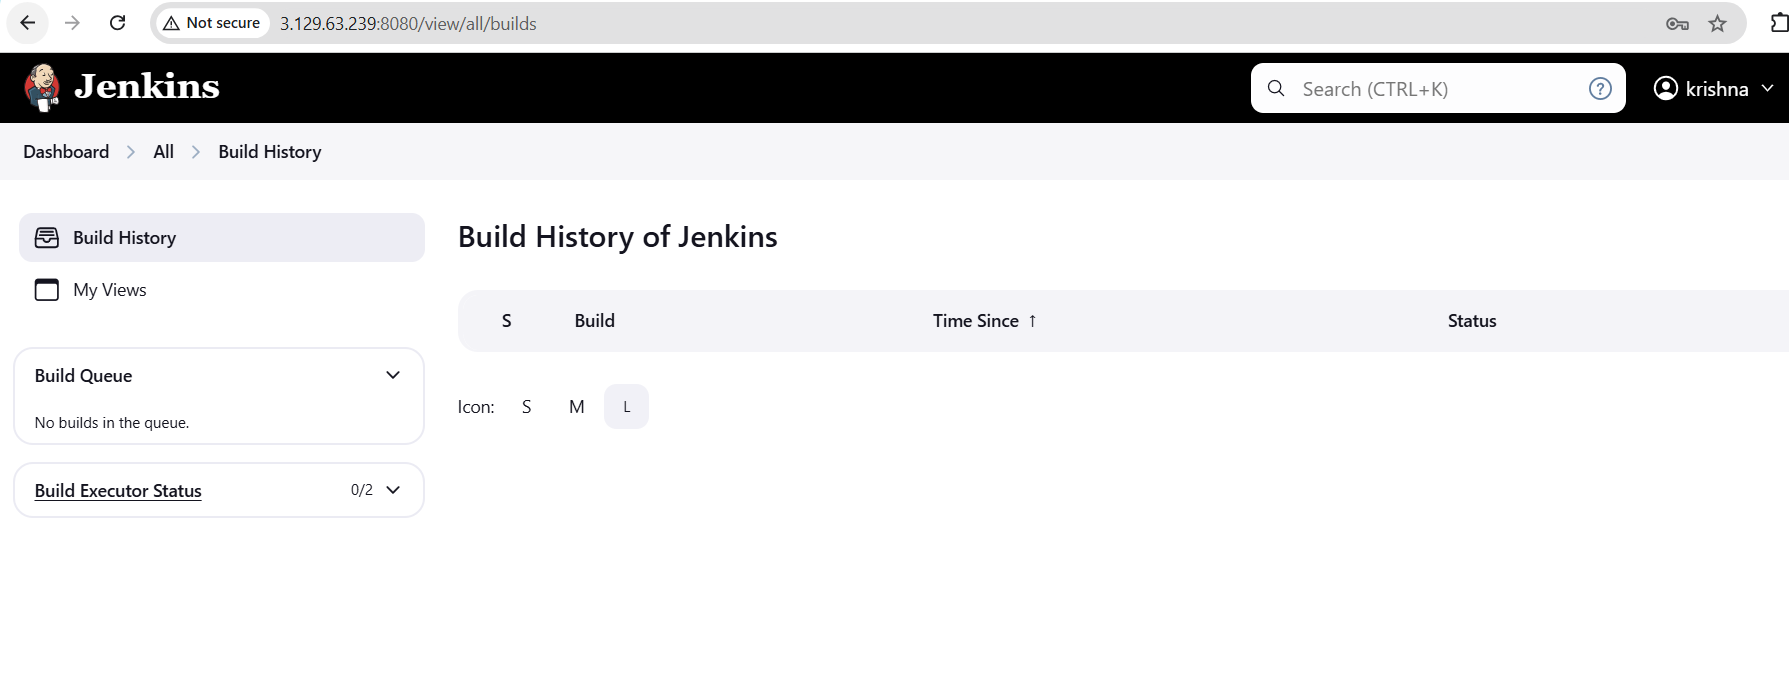 Not secure 3.129.63.239:8080/view/all/builds
Jenkins
Search (CTRL+K) ?
krishna
Dashboard > All > Build History
Build History
My Views
Build Queue
No builds in the queue.
Build Executor Status 0/2
Build History of Jenkins
S Build Time Since ↑ Status
Icon: S M L